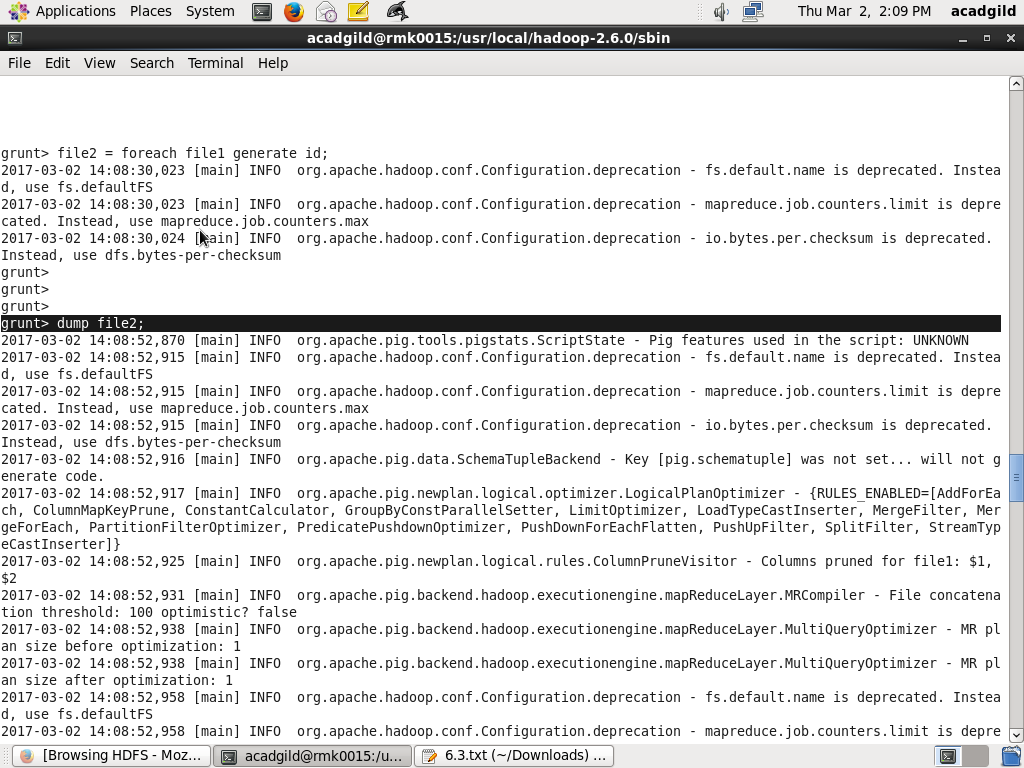 Applications Places System Thu Mar 2, 2:09 PM acadgild
acadgild@rmk0015:/usr/local/hadoop-2.6.0/sbin
File Edit View Search Terminal Help
grunt> file2 = foreach file1 generate id;
2017-03-02 14:08:30,023 [main] INFO  org.apache.hadoop.conf.Configuration.deprecation - fs.default.name is deprecated. Instea
d, use fs.defaultFS
2017-03-02 14:08:30,023 [main] INFO  org.apache.hadoop.conf.Configuration.deprecation - mapreduce.job.counters.limit is depre
cated. Instead, use mapreduce.job.counters.max
2017-03-02 14:08:30,024 [main] INFO  org.apache.hadoop.conf.Configuration.deprecation - io.bytes.per.checksum is deprecated.
Instead, use dfs.bytes-per-checksum
grunt>
grunt>
grunt>
grunt> dump file2;
2017-03-02 14:08:52,870 [main] INFO  org.apache.pig.tools.pigstats.ScriptState - Pig features used in the script: UNKNOWN
2017-03-02 14:08:52,915 [main] INFO  org.apache.hadoop.conf.Configuration.deprecation - fs.default.name is deprecated. Instea
d, use fs.defaultFS
2017-03-02 14:08:52,915 [main] INFO  org.apache.hadoop.conf.Configuration.deprecation - mapreduce.job.counters.limit is depre
cated. Instead, use mapreduce.job.counters.max
2017-03-02 14:08:52,915 [main] INFO  org.apache.hadoop.conf.Configuration.deprecation - io.bytes.per.checksum is deprecated.
Instead, use dfs.bytes-per-checksum
2017-03-02 14:08:52,916 [main] INFO  org.apache.pig.data.SchemaTupleBackend - Key [pig.schematuple] was not set... will not g
enerate code.
2017-03-02 14:08:52,917 [main] INFO  org.apache.pig.newplan.logical.optimizer.LogicalPlanOptimizer - {RULES_ENABLED=[AddForEa
ch, ColumnMapKeyPrune, ConstantCalculator, GroupByConstParallelSetter, LimitOptimizer, LoadTypeCastInserter, MergeFilter, Mer
geForEach, PartitionFilterOptimizer, PredicatePushdownOptimizer, PushDownForEachFlatten, PushUpFilter, SplitFilter, StreamTyp
eCastInserter]}
2017-03-02 14:08:52,925 [main] INFO  org.apache.pig.newplan.logical.rules.ColumnPruneVisitor - Columns pruned for file1: $1,
$2
2017-03-02 14:08:52,931 [main] INFO  org.apache.pig.backend.hadoop.executionengine.mapReduceLayer.MRCompiler - File concatena
tion threshold: 100 optimistic? false
2017-03-02 14:08:52,938 [main] INFO  org.apache.pig.backend.hadoop.executionengine.mapReduceLayer.MultiQueryOptimizer - MR pl
an size before optimization: 1
2017-03-02 14:08:52,938 [main] INFO  org.apache.pig.backend.hadoop.executionengine.mapReduceLayer.MultiQueryOptimizer - MR pl
an size after optimization: 1
2017-03-02 14:08:52,958 [main] INFO  org.apache.hadoop.conf.Configuration.deprecation - fs.default.name is deprecated. Instea
d, use fs.defaultFS
2017-03-02 14:08:52,958 [main] INFO  org.apache.hadoop.conf.Configuration.deprecation - mapreduce.job.counters.limit is depre
[Browsing HDFS - Moz... acadgild@rmk0015:/u... 6.3.txt (~/Downloads) ...